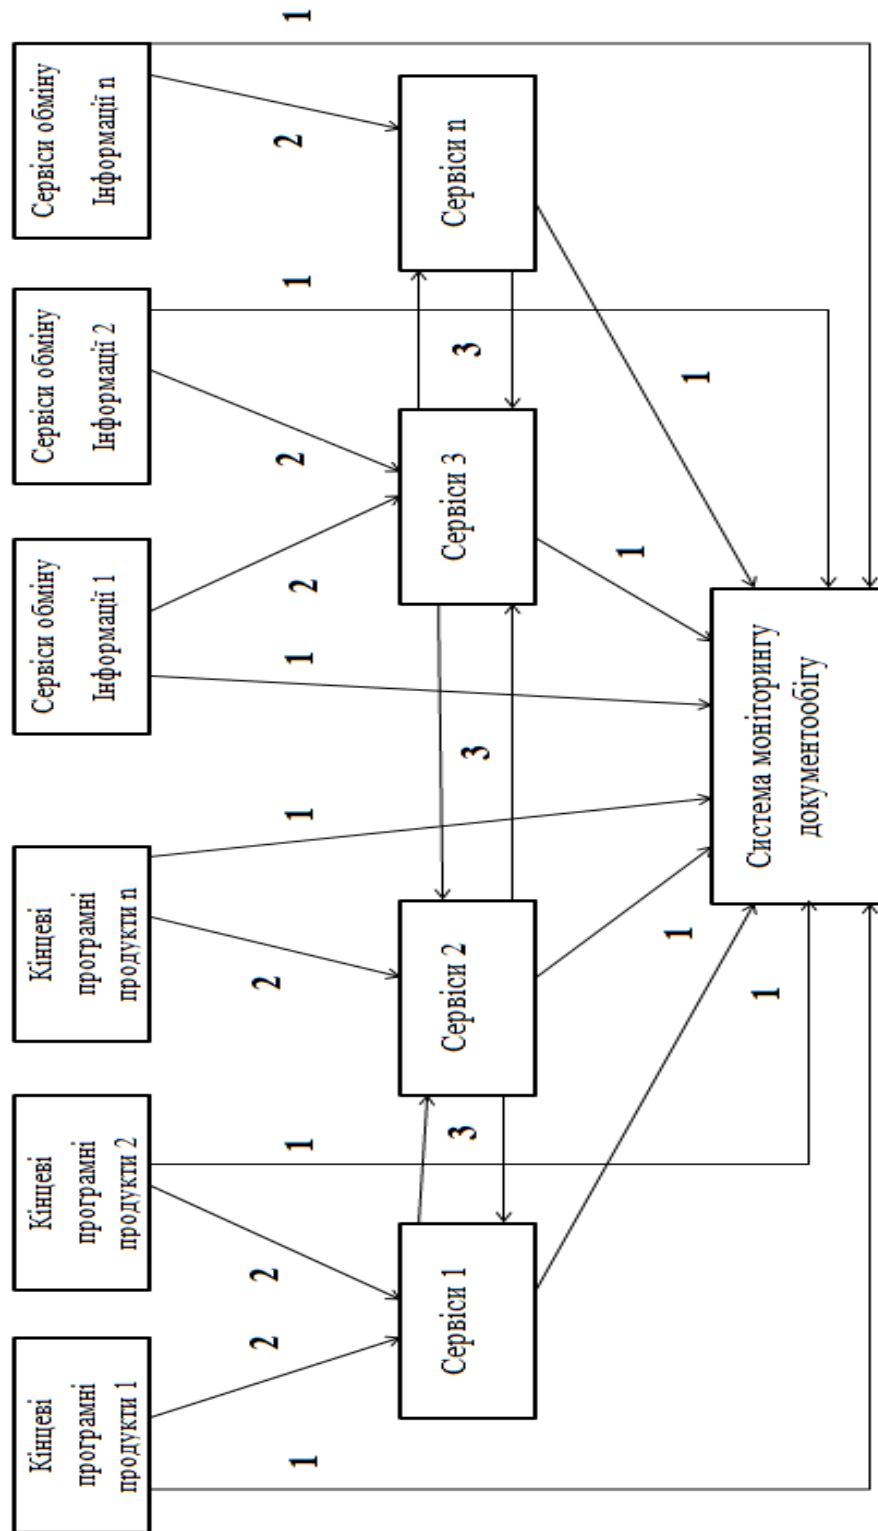 Кінцеві
програмні
продукти 1
Кінцеві
програмні
продукти 2
Кінцеві
програмні
продукти n
Сервіси обміну
Інформації 1
Сервіси обміну
Інформації 2
Сервіси обміну
Інформації n
1
2
2
1
2
1
1
2
2
1
2
1
Сервіси 1
3
Сервіси 2
3
Сервіси 3
3
Сервіси n
1
1
1
1
Система моніторингу
документообігу